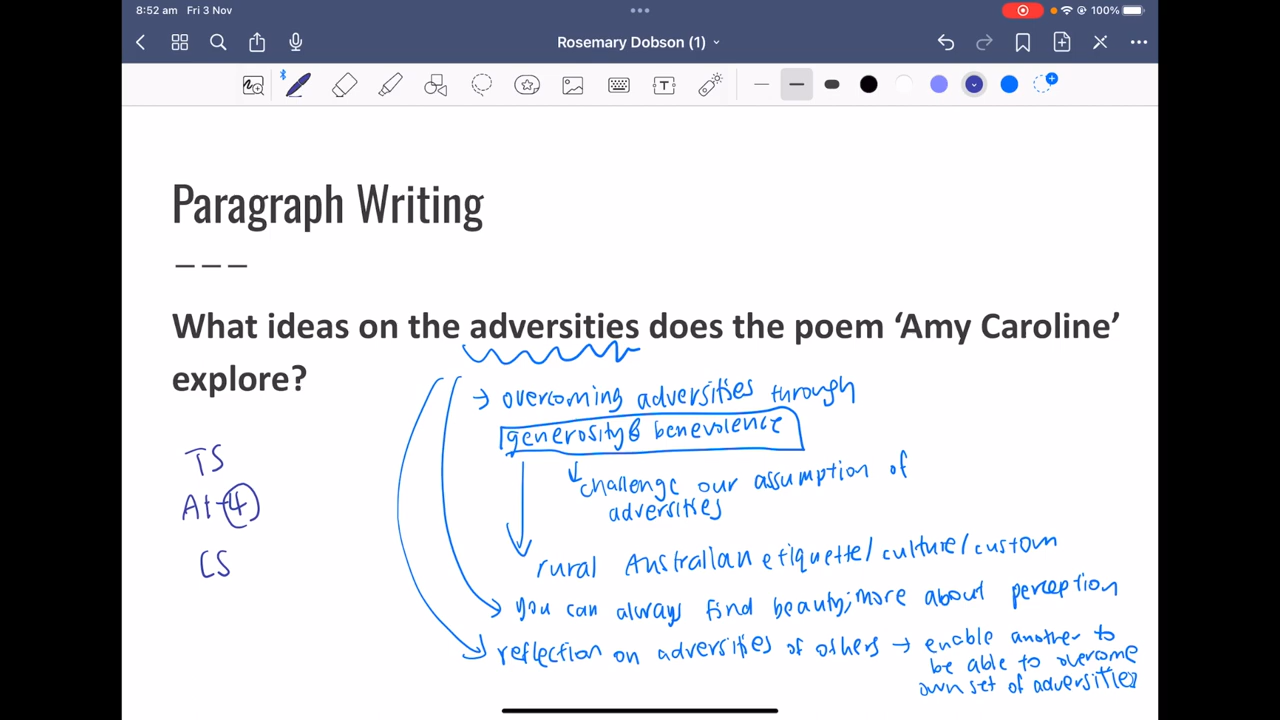 8:52 am Fri 3 Nov
100%
Rosemary Dobson (1)
Paragraph Writing
What ideas on the adversities does the poem ‘Amy Caroline’
explore?
→ overcoming adversities through
generosity & benevolence
TS
challenge our assumption of
adversities
A1-4
CS
rural Australian etiquette/culture/custom
you can always find beauty; more about perception
reflection on adversities of others → enable another to
be able to overcome
own set of adversities